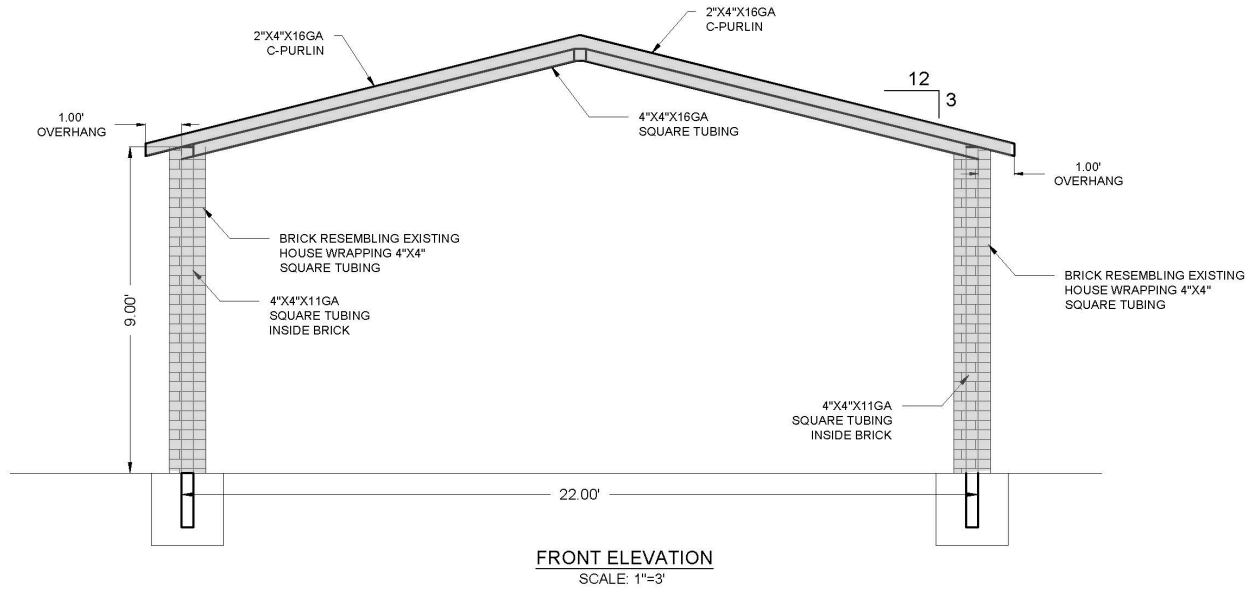 2"X4"X16GA
C-PURLIN
2"X4"X16GA
C-PURLIN
12
3
1.00'
OVERHANG
4"X4"X16GA
SQUARE TUBING
1.00'
OVERHANG
BRICK RESEMBLING EXISTING
HOUSE WRAPPING 4"X4"
SQUARE TUBING
BRICK RESEMBLING EXISTING
HOUSE WRAPPING 4"X4"
SQUARE TUBING
9.00'
4"X4"X11GA
SQUARE TUBING
INSIDE BRICK
4"X4"X11GA
SQUARE TUBING
INSIDE BRICK
22.00'
FRONT ELEVATION
SCALE: 1"=3'